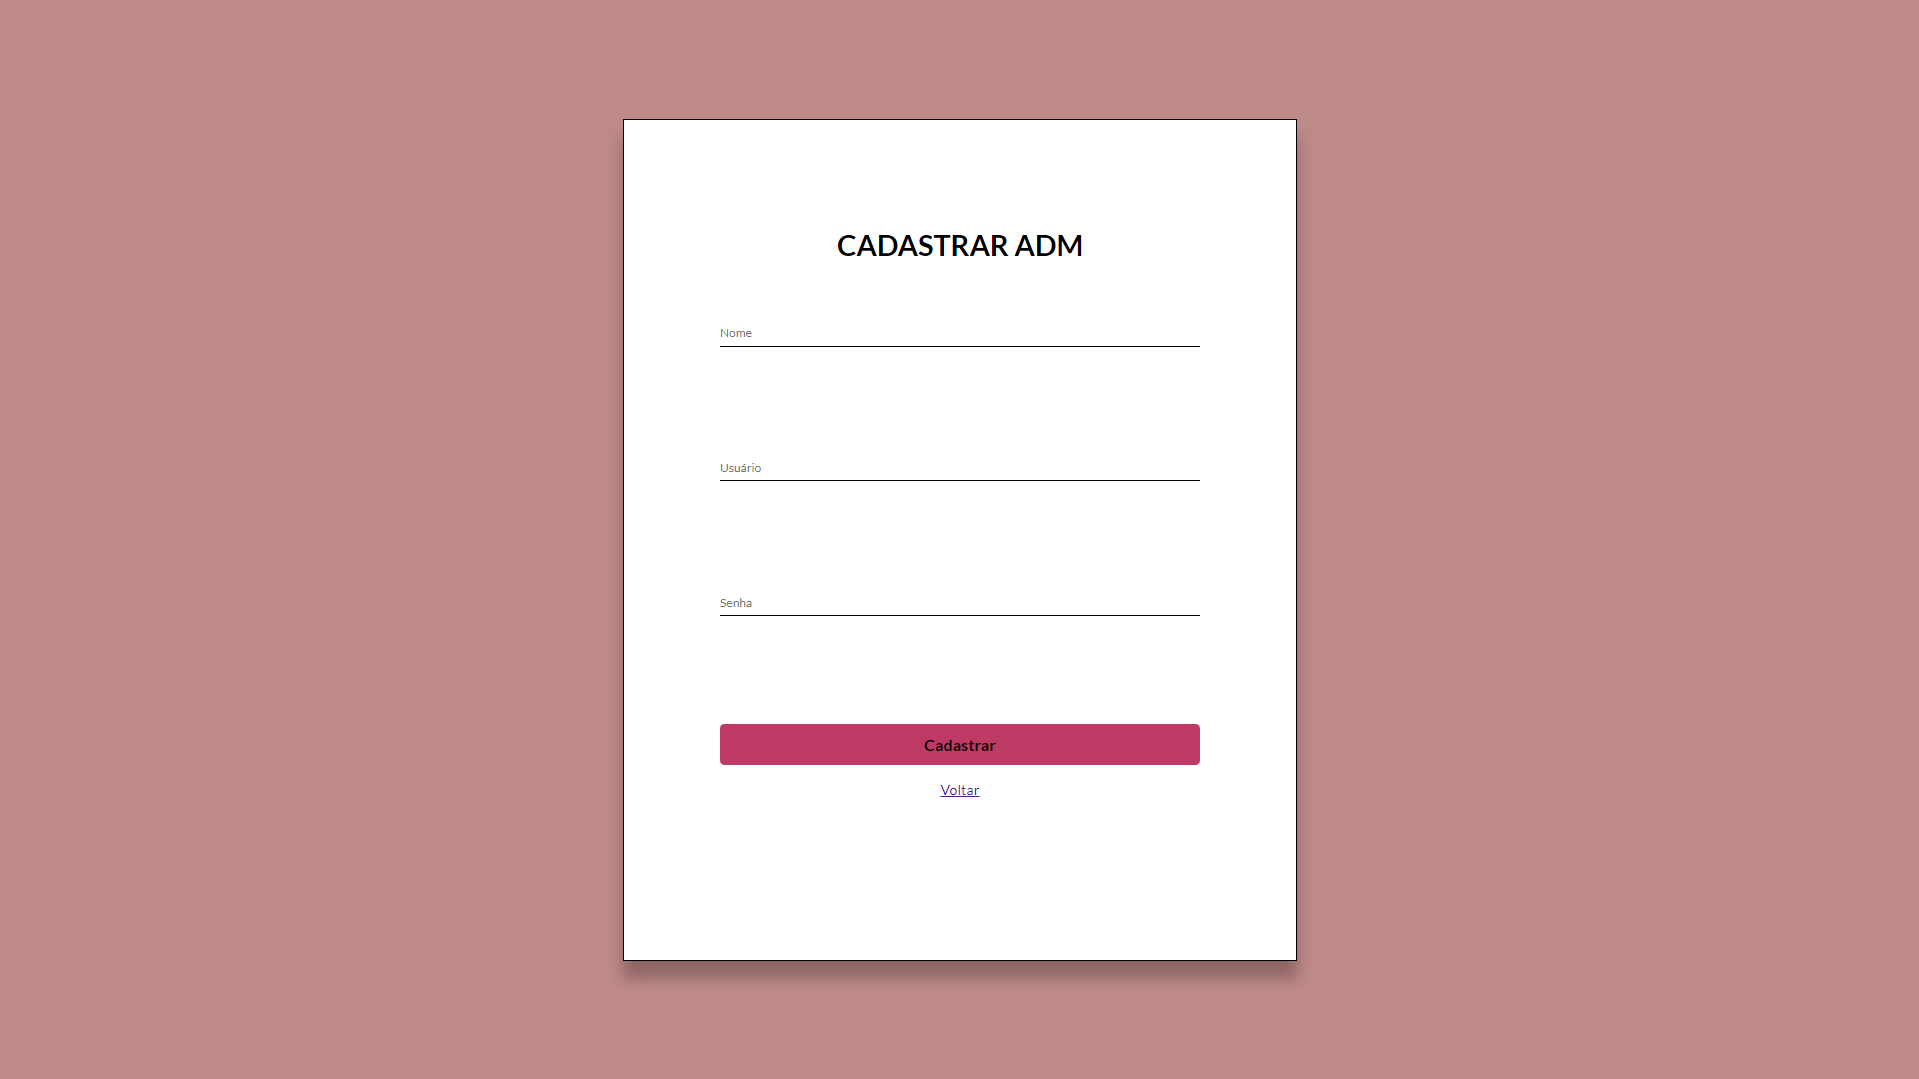 CADASTRAR ADM
Nome
Usuário
Senha
Cadastrar
Voltar